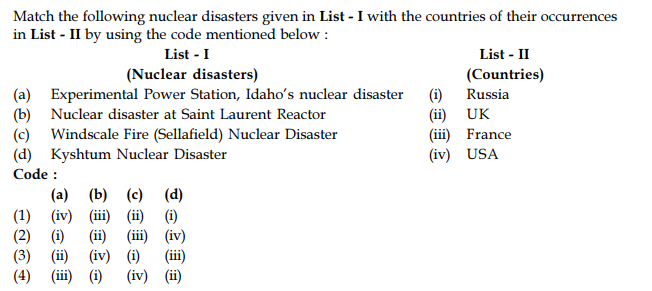 Match the following nuclear disasters given in List - I with the countries of their occurrences
in List - II by using the code mentioned below :
List - I List - II
(Nuclear disasters) (Countries)
(a) Experimental Power Station, Idaho's nuclear disaster (i) Russia
(b) Nuclear disaster at Saint Laurent Reactor (ii) UK
(c) Windscale Fire (Sellafield) Nuclear Disaster (iii) France
(d) Kyshtum Nuclear Disaster (iv) USA
Code :
(a) (b) (c) (d)
(1) (iv) (iii) (ii) (i)
(2) (i) (ii) (iii) (iv)
(3) (ii) (iv) (i) (iii)
(4) (iii) (i) (iv) (ii)